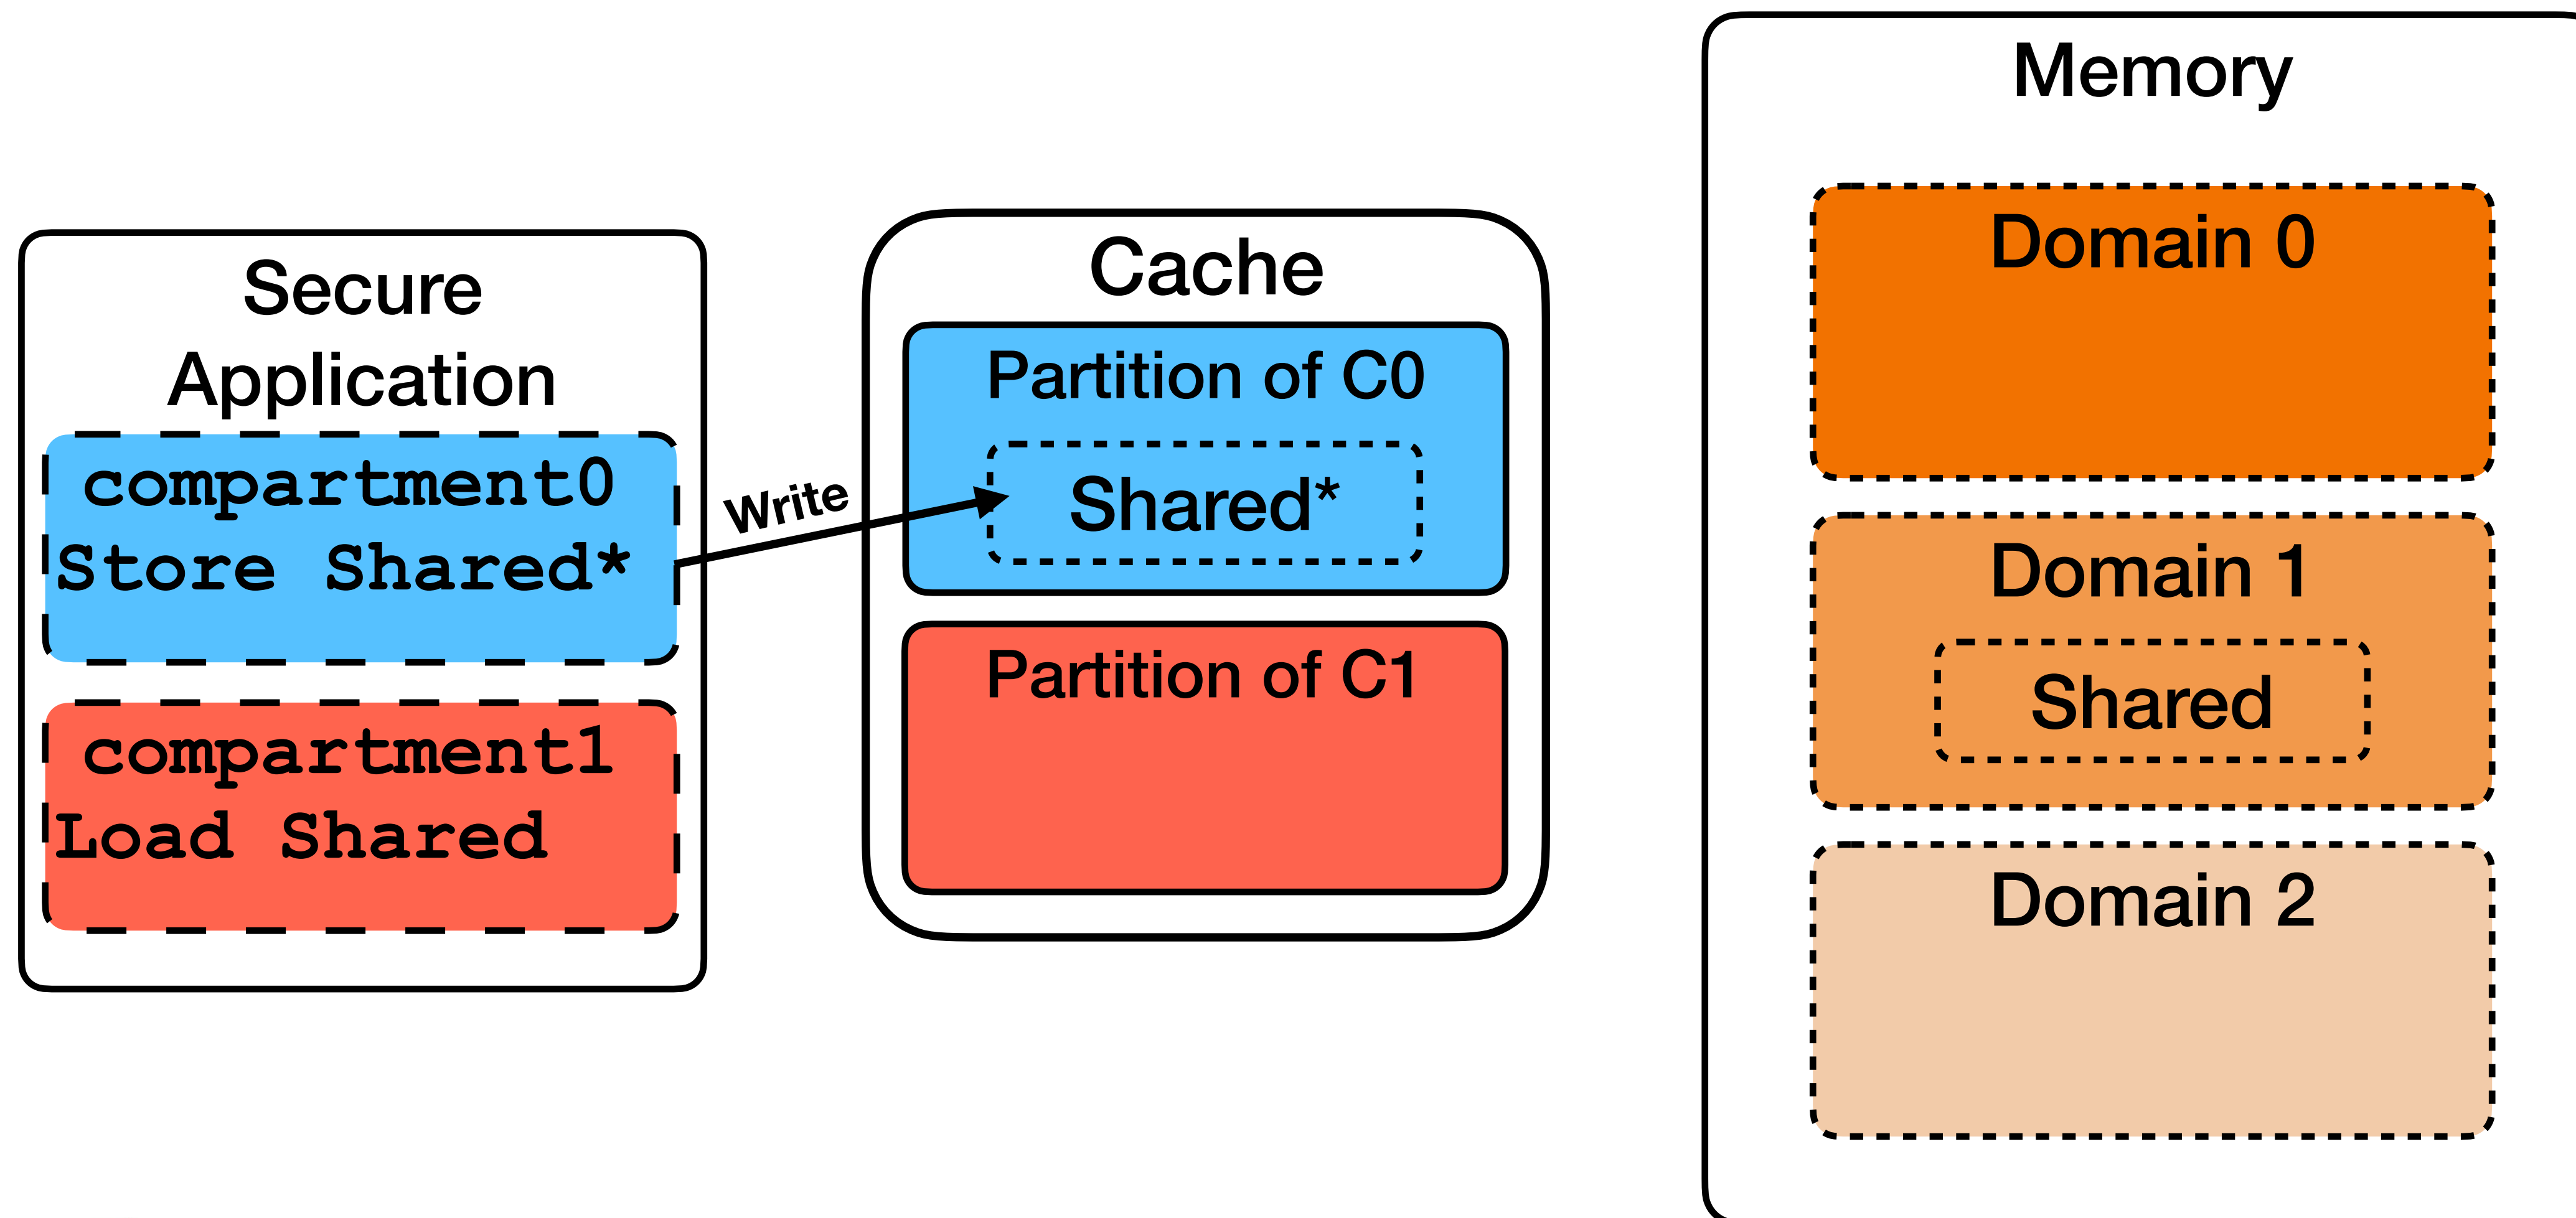 Secure
Application
compartment0
Store Shared*
compartment1
Load Shared
Write
Cache
Partition of C0
Shared*
Partition of C1
Memory
Domain 0
Domain 1
Shared
Domain 2